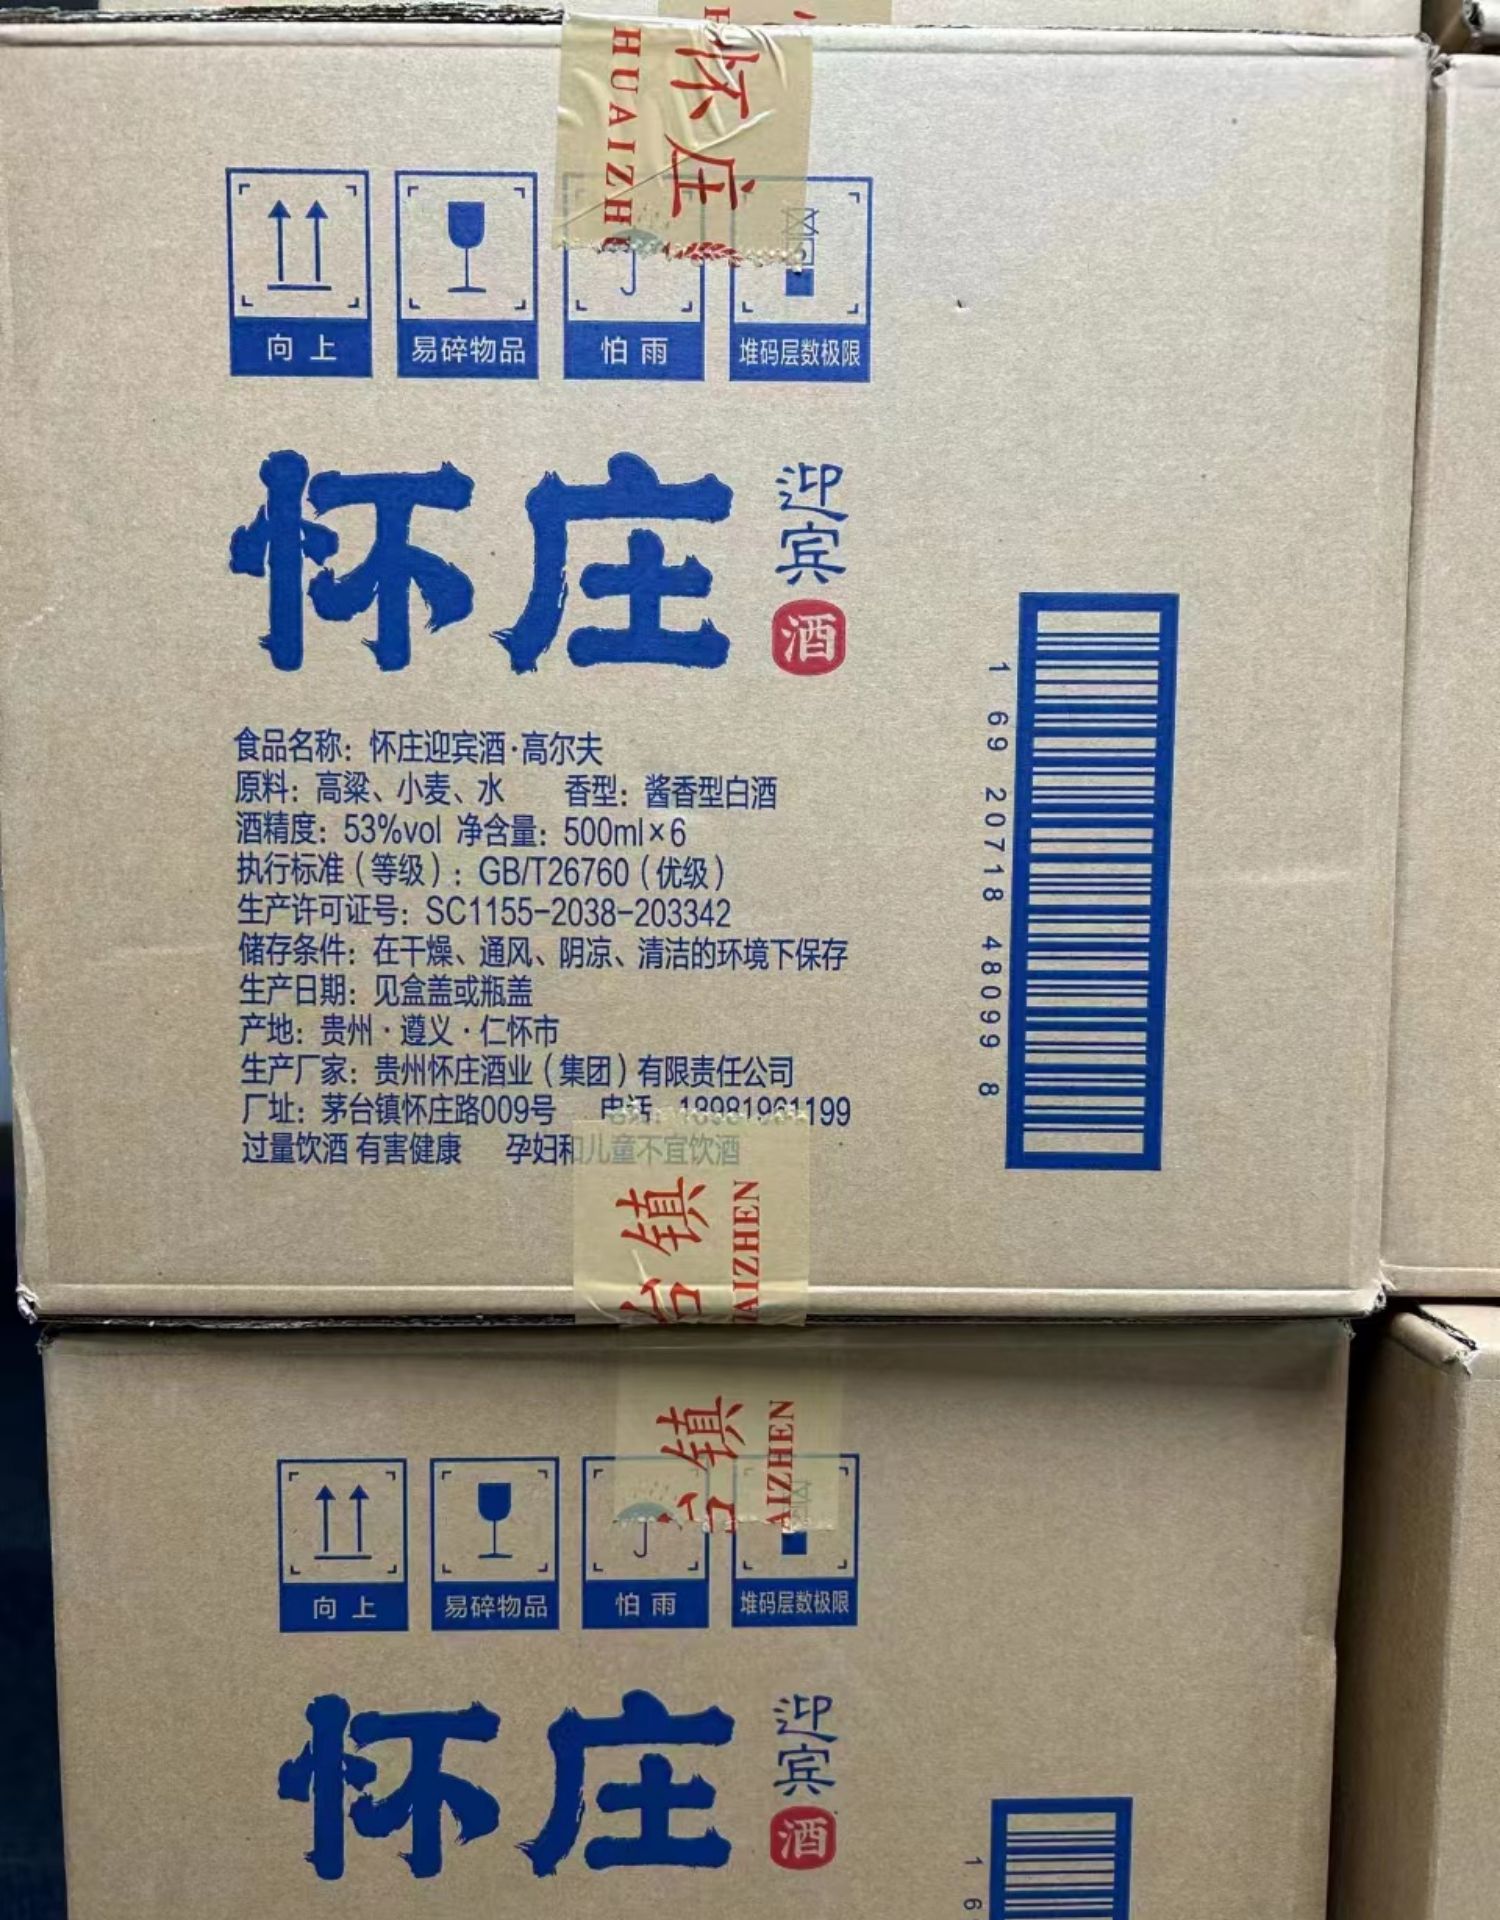 怀庄
HUAIZH
向上
易碎物品
怕雨
堆码层数极限
怀庄
迎宾
酒
食品名称：怀庄迎宾酒·高尔夫
原料：高粱、小麦、水 香型：酱香型白酒
酒精度：53%vol 净含量：500ml×6
执行标准（等级）：GB/T26760（优级）
生产许可证号：SC1155-2038-203342
储存条件：在干燥、通风、阴凉、清洁的环境下保存
生产日期：见盒盖或瓶盖
产地：贵州·遵义·仁怀市
生产厂家：贵州怀庄酒业（集团）有限责任公司
厂址：茅台镇怀庄路009号 电话：18981961199
过量饮酒 有害健康 孕妇和儿童不宜饮酒
1 69 20718 48099 8
台镇
AIZHEN
镇
AIZHEN
向上
易碎物品
怕雨
堆码层数极限
怀庄
迎宾
酒
1 6